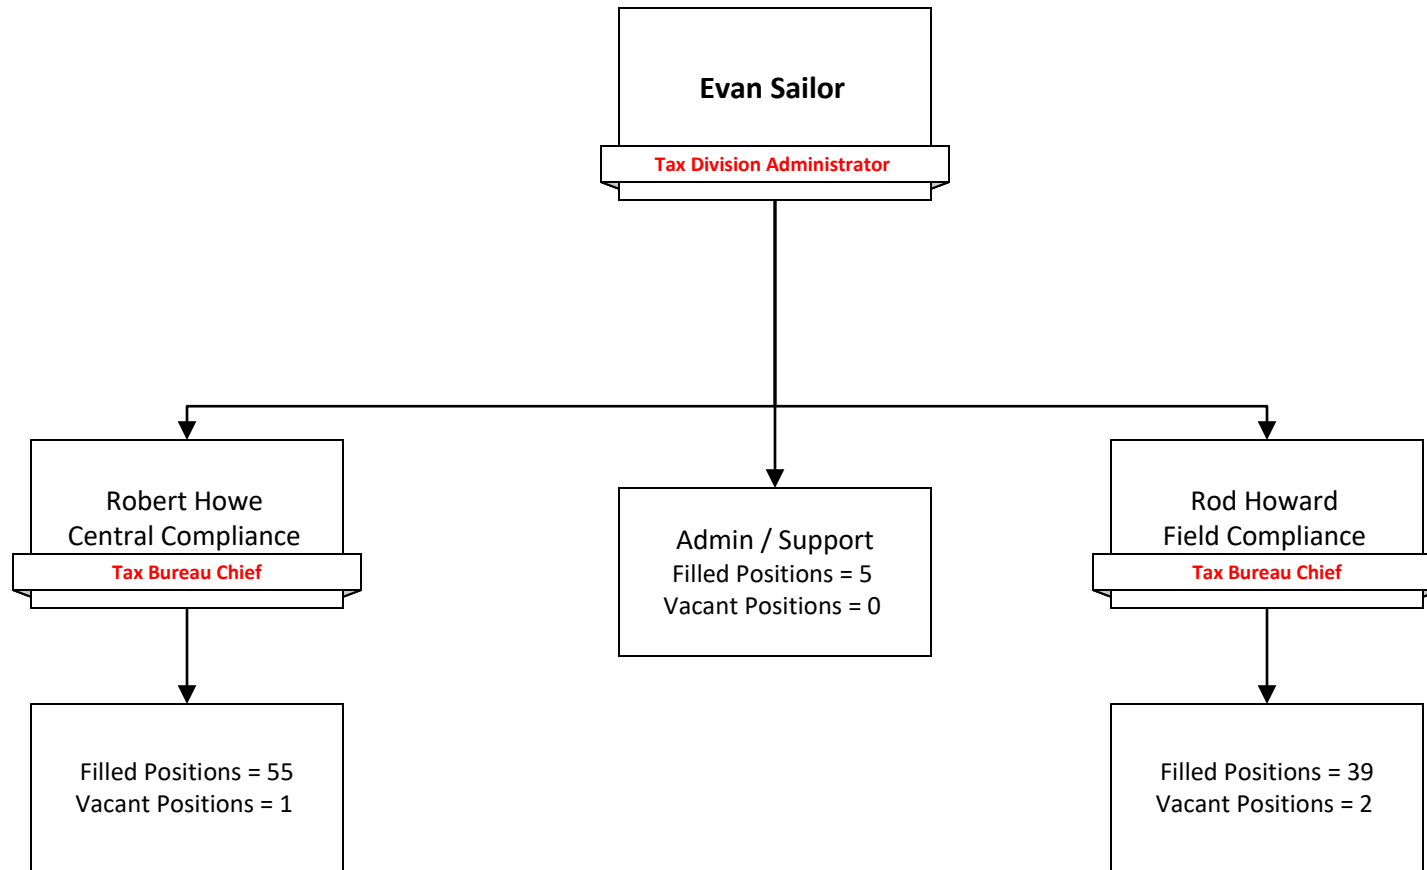 Evan Sailor
Tax Division Administrator
Robert Howe
Central Compliance
Tax Bureau Chief
Admin / Support
Filled Positions = 5
Vacant Positions = 0
Rod Howard
Field Compliance
Tax Bureau Chief
Filled Positions = 55
Vacant Positions = 1
Filled Positions = 39
Vacant Positions = 2